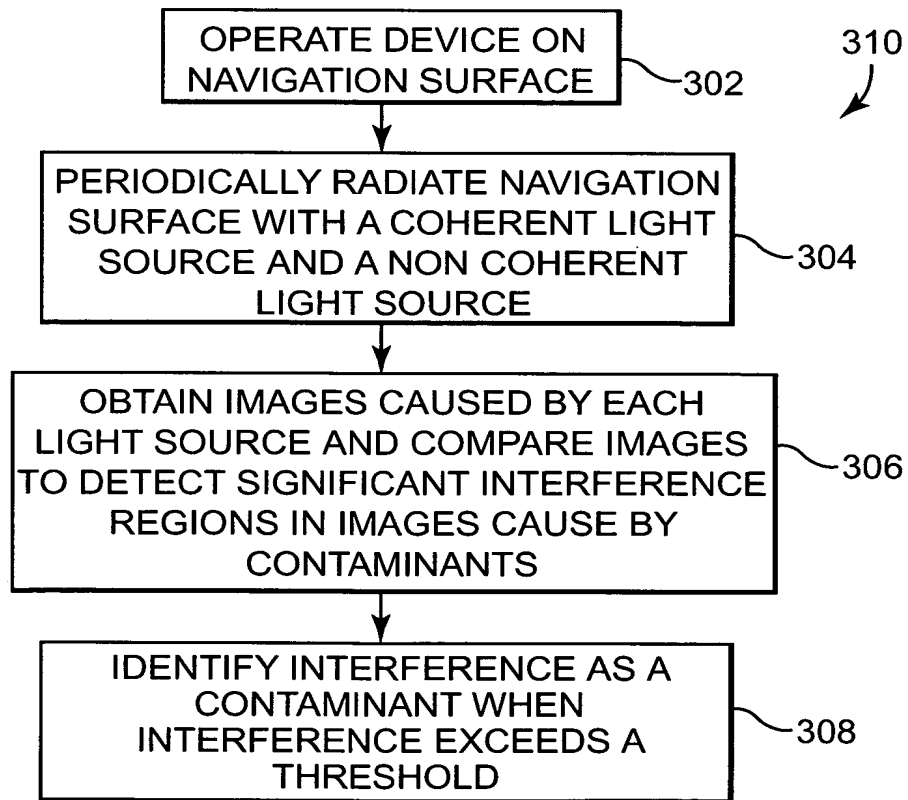 OPERATE DEVICE ON
NAVIGATION SURFACE
302
310
PERIODICALLY RADIATE NAVIGATION
SURFACE WITH A COHERENT LIGHT
SOURCE AND A NON COHERENT
LIGHT SOURCE
304
OBTAIN IMAGES CAUSED BY EACH
LIGHT SOURCE AND COMPARE IMAGES
TO DETECT SIGNIFICANT INTERFERENCE
REGIONS IN IMAGES CAUSE BY
CONTAMINANTS
306
IDENTIFY INTERFERENCE AS A
CONTAMINANT WHEN
INTERFERENCE EXCEEDS A
THRESHOLD
308